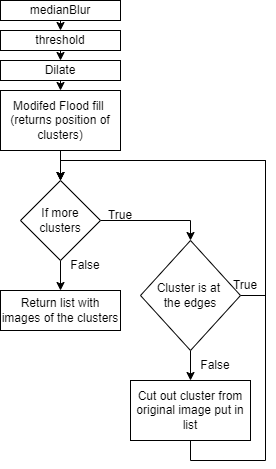 medianBlur
threshold
Dilate
Modifed Flood fill
(returns position of
clusters)
If more
clusters
True
False
Return list with
images of the clusters
Cluster is at
the edges
True
False
Cut out cluster from
original image put in
list